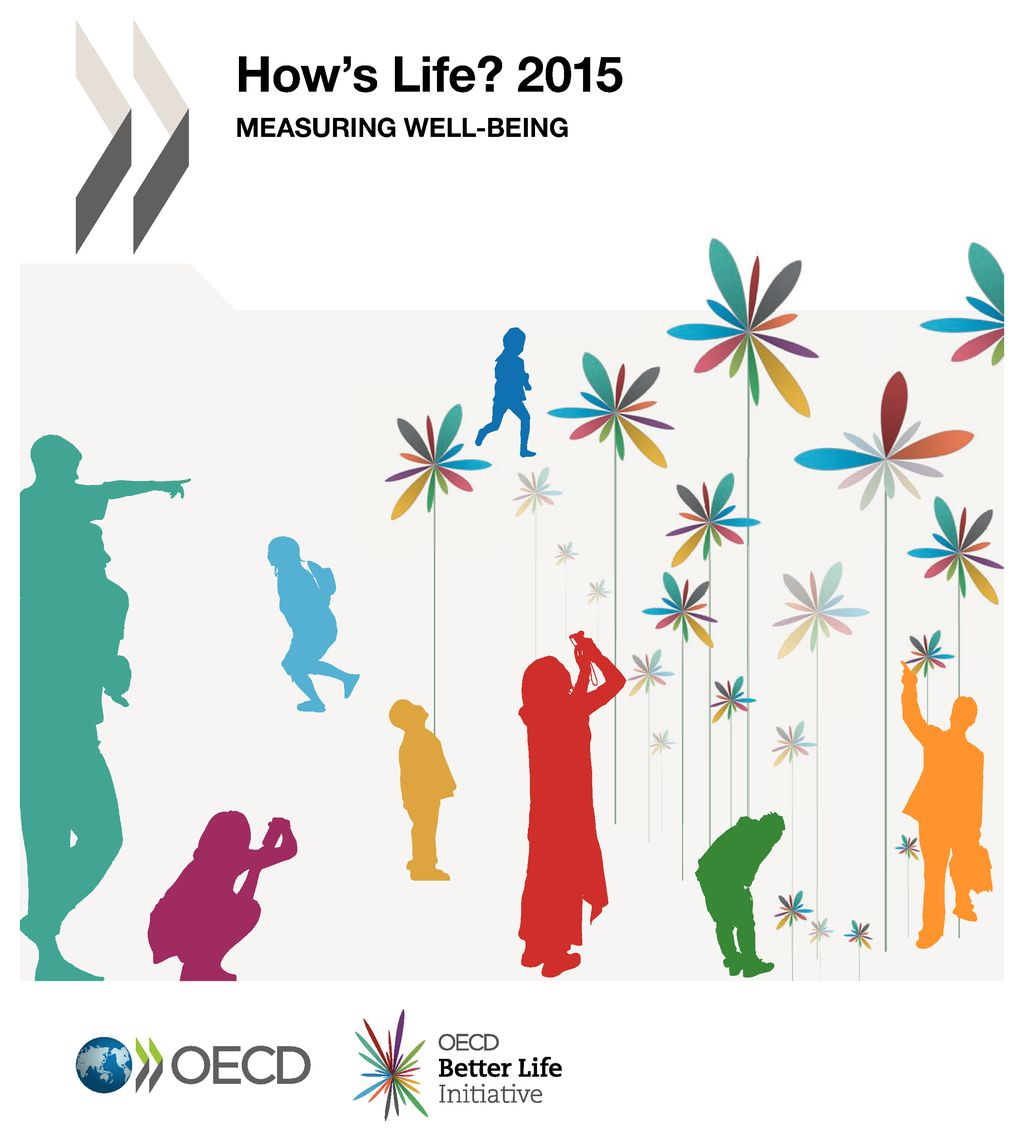 How’s Life? 2015
MEASURING WELL-BEING
OECD
OECD
Better Life
Initiative